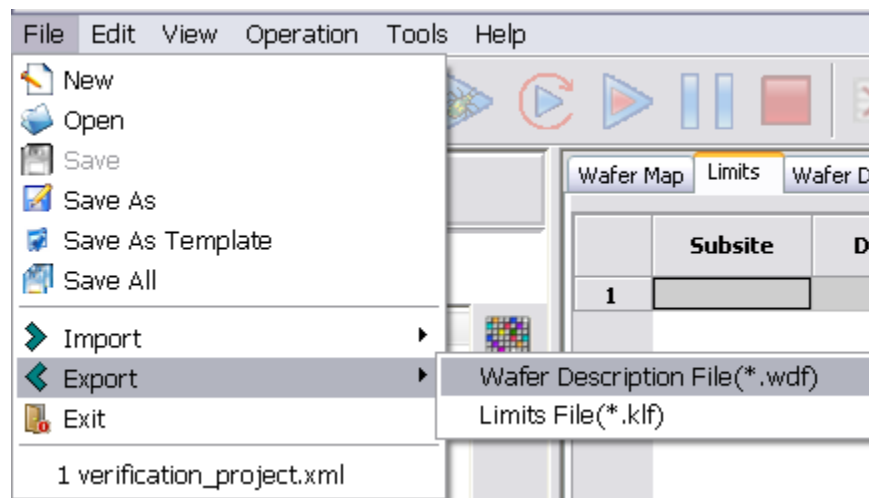 File Edit View Operation Tools Help
New
Open
Save
Save As
Save As Template
Save All
Import
Export
Exit
1 verification_project.xml
Wafer Description File(*.wdf)
Limits File(*.klf)
Wafer Map Limits Wafer D
Subsite D
1